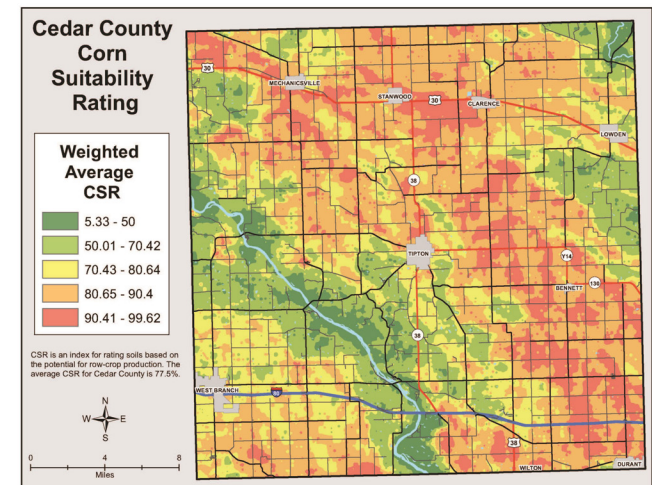 Cedar County
Corn
Suitability
Rating
Weighted
Average
CSR
5.33 - 50
50.01 - 70.42
70.43 - 80.64
80.65 - 90.4
90.41 - 99.62
CSR is an index for rating soils based on
the potential for row-crop production. The
average CSR for Cedar County is 77.5%.
N
W E
S
0 4 8
Miles
30
MECHANICSVILLE
STANWOOD
30
CLARENCE
LOWDEN
38
TIPTON
Y14
BENNETT
130
38
WEST BRANCH
80
38
WILTON
DURANT